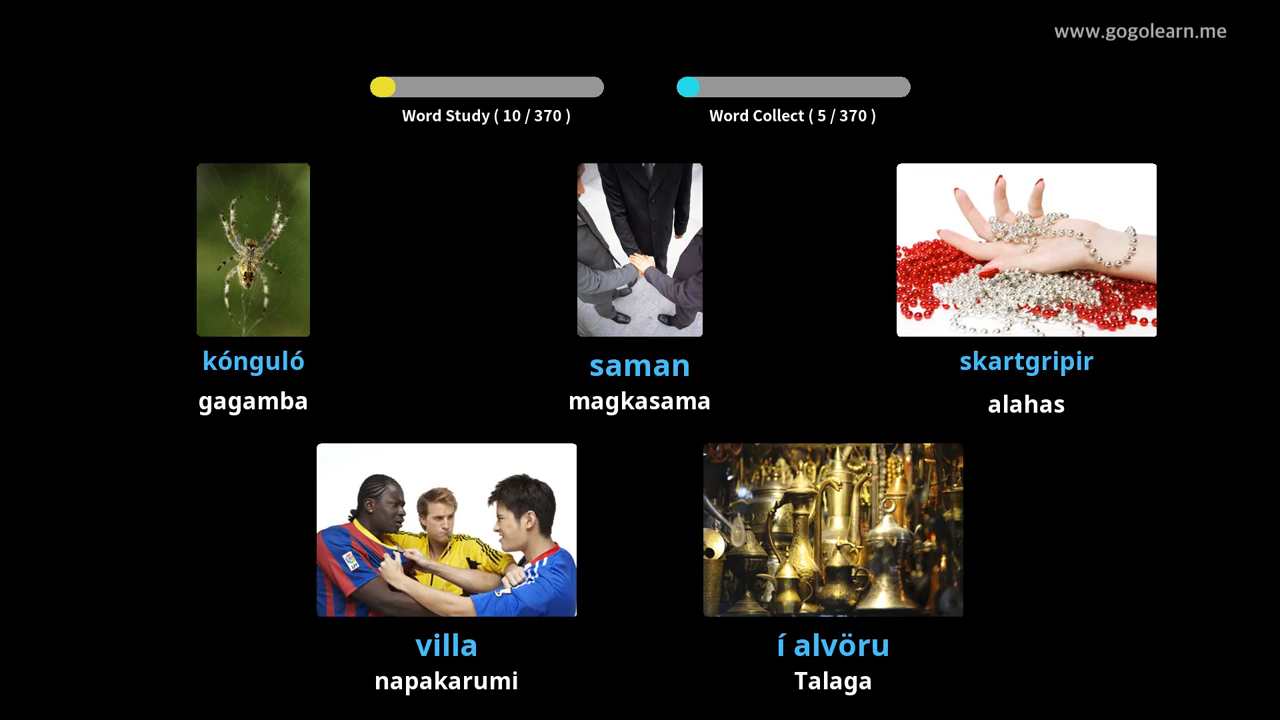 www.gogolearn.me
Word Study ( 10 / 370 )
Word Collect ( 5 / 370 )
kónguló
gagamba
saman
magkasama
skartgripir
alahas
villa
napakarumi
í alvöru
Talaga